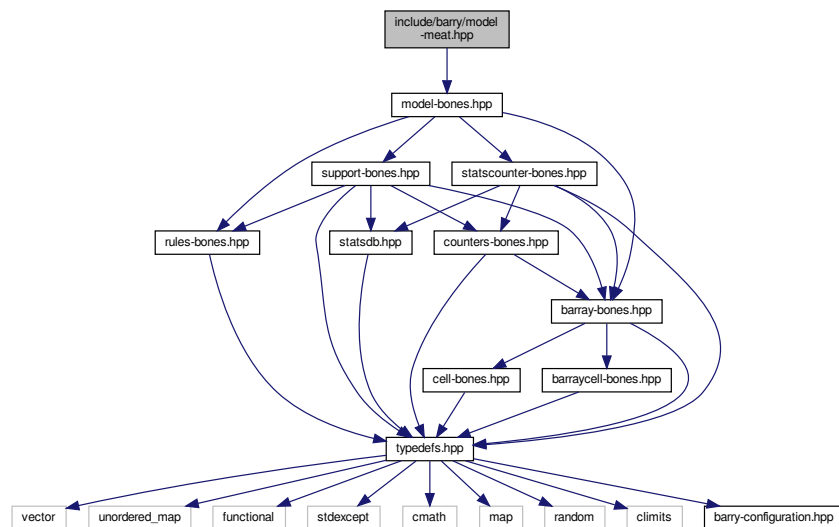 include/barry/model
-meat.hpp
model-bones.hpp
support-bones.hpp
statscounter-bones.hpp
rules-bones.hpp
statsdb.hpp
counters-bones.hpp
barray-bones.hpp
cell-bones.hpp
barraycell-bones.hpp
typedefs.hpp
vector
unordered_map
functional
stdexcept
cmath
map
random
climits
barry-configuration.hpp